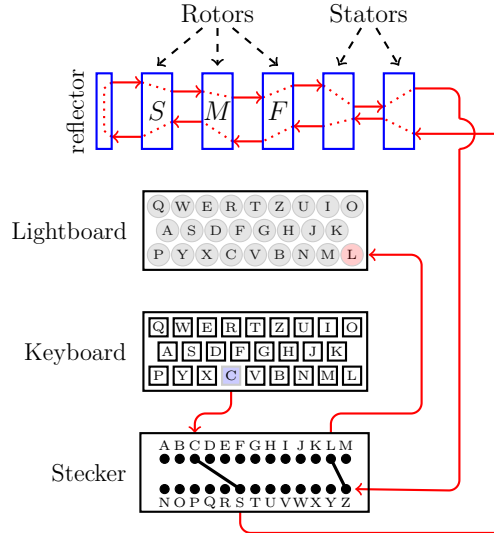 Rotors Stators
reflector
S M F
Lightboard
Q W E R T Z U I O
A S D F G H J K
P Y X C V B N M L
Keyboard
Q W E R T Z U I O
A S D F G H J K
P Y X C V B N M L
Stecker
A B C D E F G H I J K L M
N O P Q R S T U V W X Y Z